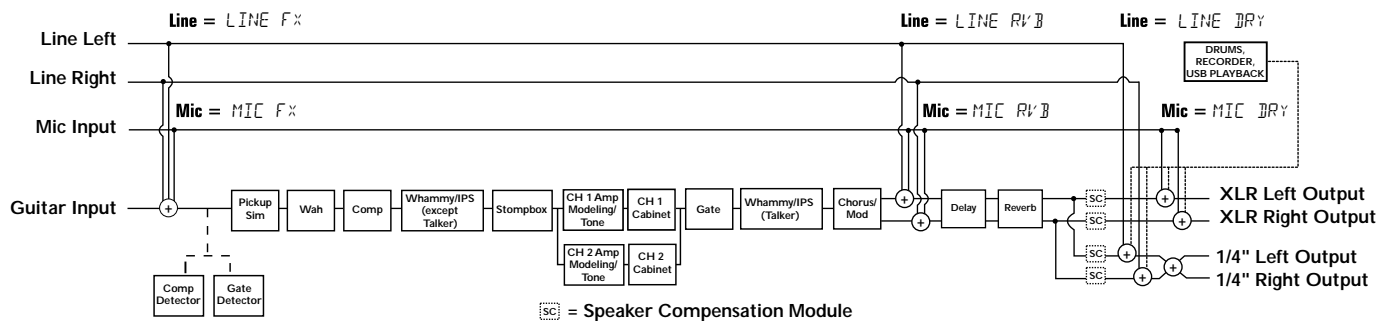 Line = LINE FX
Line = LINE RVB
Line = LINE DRY
Line Left
DRUMS,
RECORDER,
USB PLAYBACK
Line Right
Mic = MIC FX
Mic = MIC RVB
Mic = MIC DRY
Mic Input
Guitar Input
+
Pickup
Sim
Wah
Comp
Whammy/IPS
(except
Talker)
Stompbox
CH 1 Amp
Modeling/
Tone
CH 1
Cabinet
CH 2 Amp
Modeling/
Tone
CH 2
Cabinet
Gate
Whammy/IPS
(Talker)
Chorus/
Mod
+
+
Delay
Reverb
SC
SC
SC
SC
+
+
+
+
+
XLR Left Output
XLR Right Output
1/4" Left Output
1/4" Right Output
Comp
Detector
Gate
Detector
SC = Speaker Compensation Module